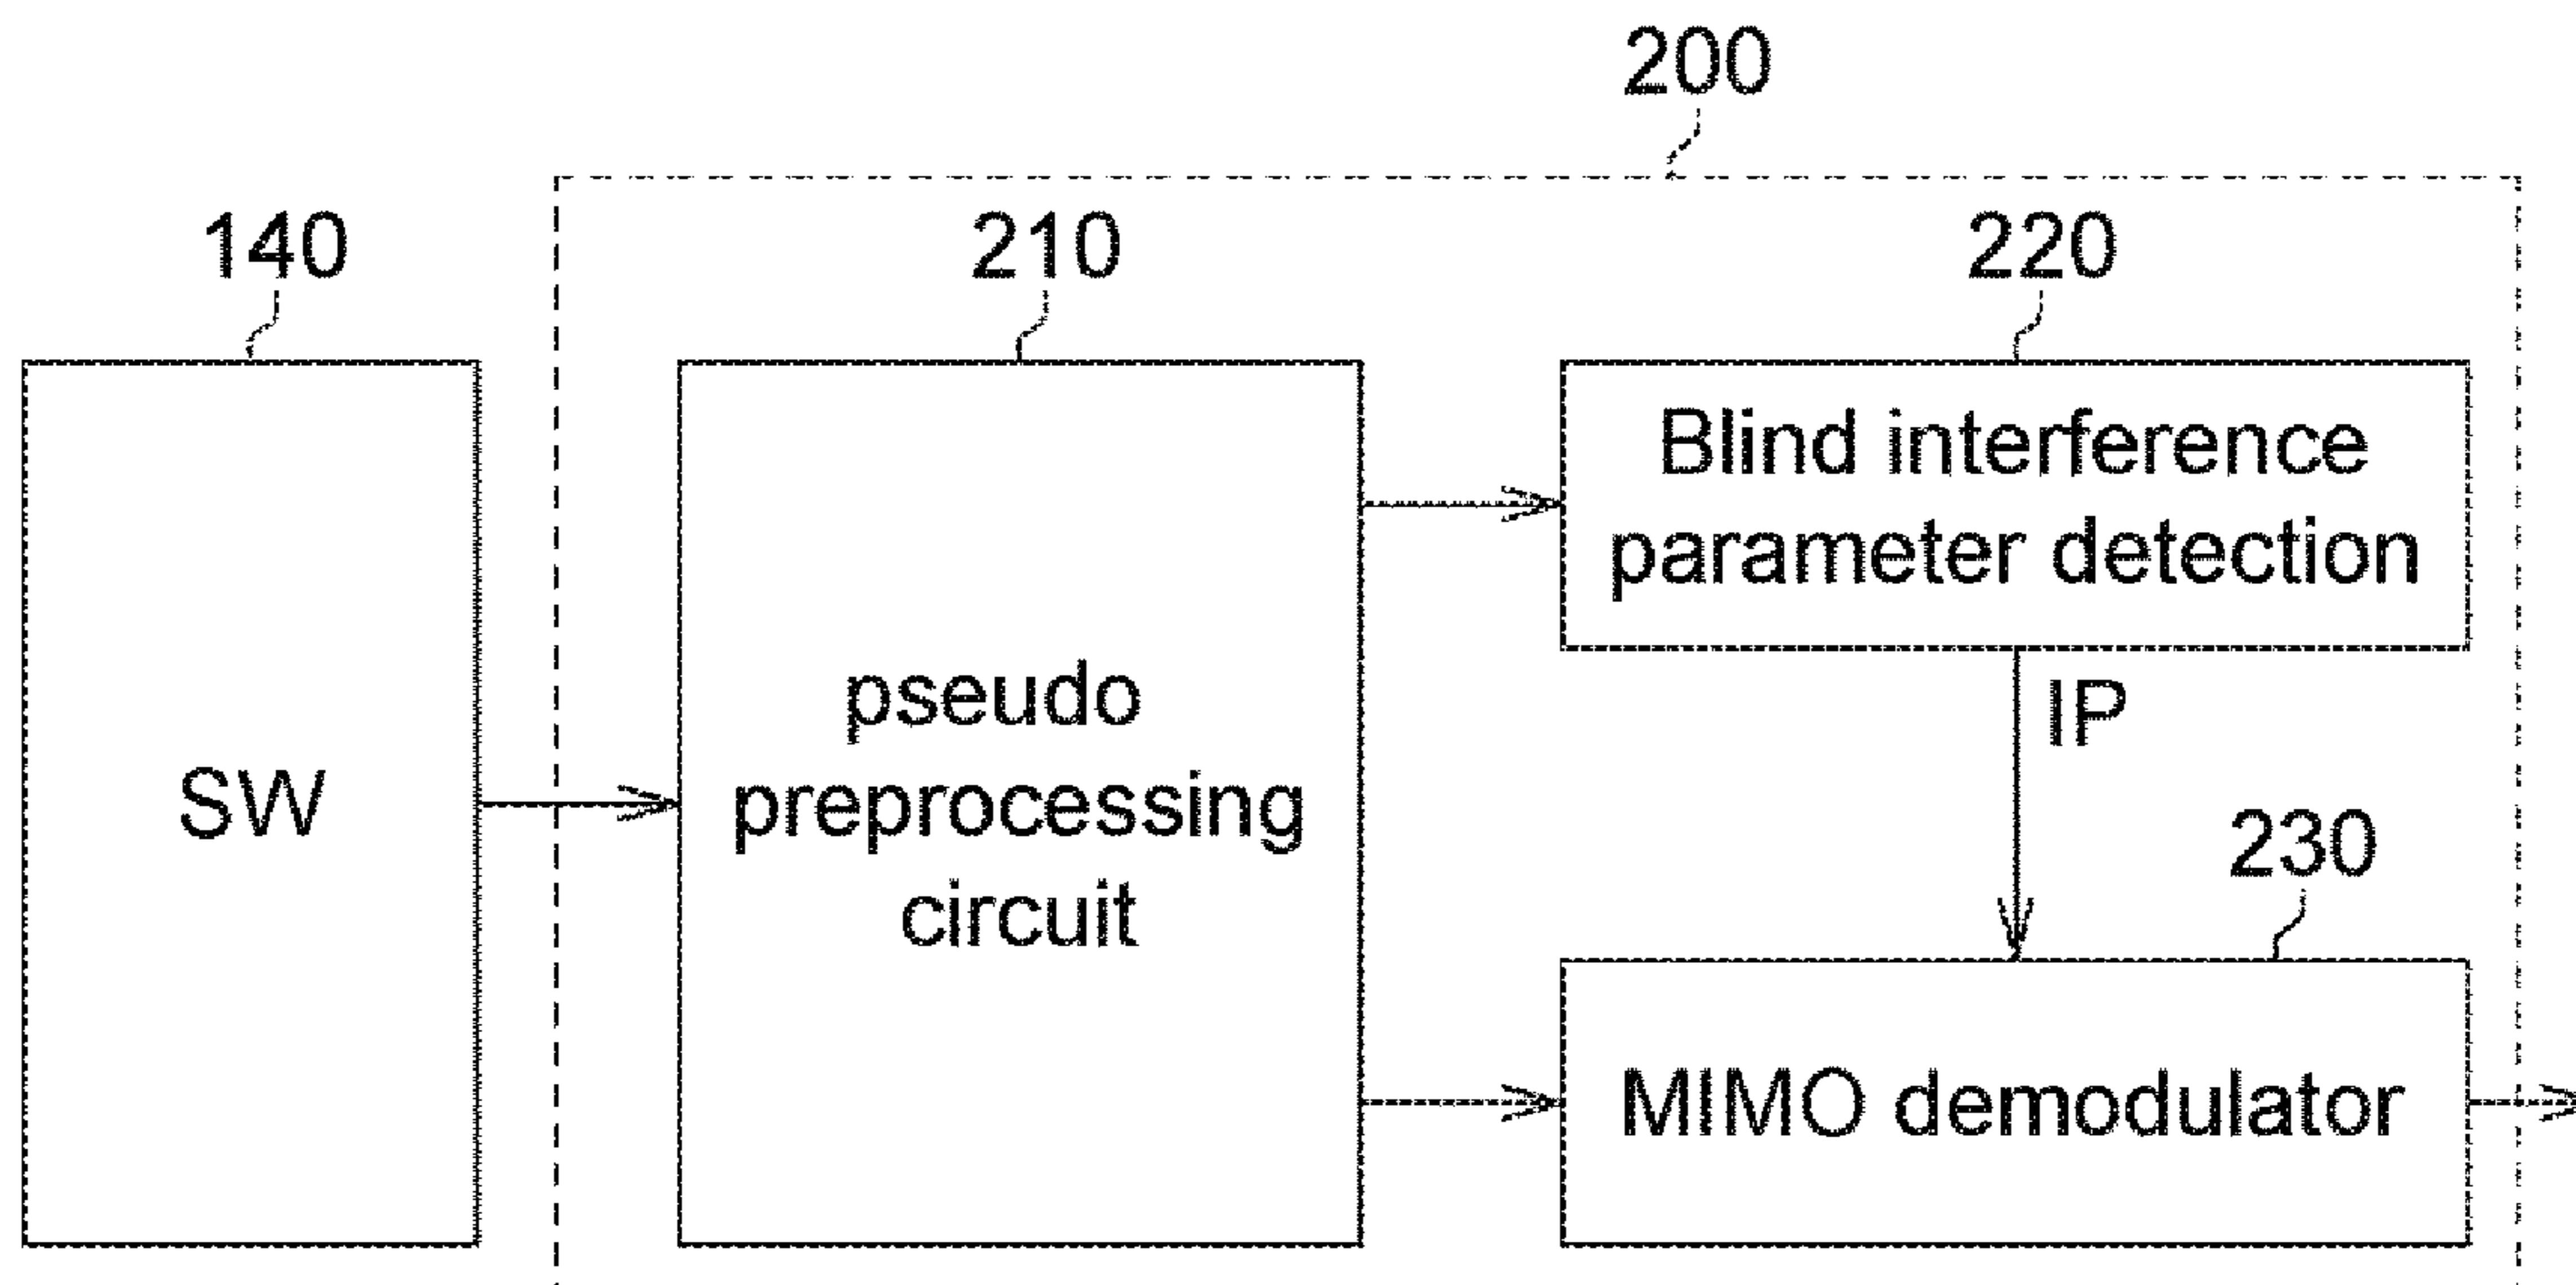 200
140
210
220
SW
pseudo
preprocessing
circuit
Blind interference
parameter detection
IP
230
MIMO demodulator